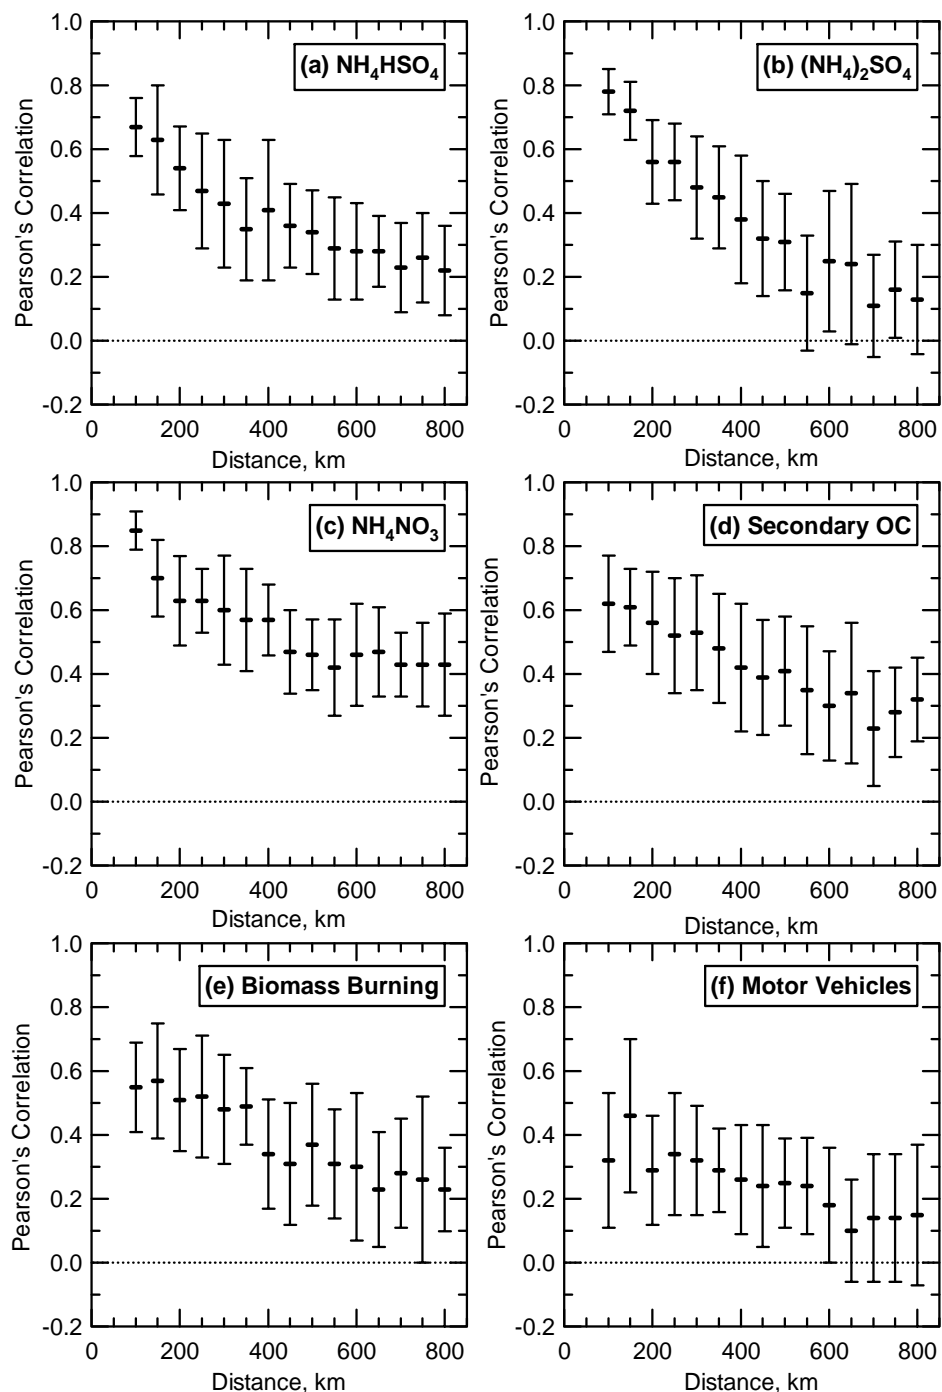 (a) NH4HSO4
Pearson's Correlation
1.0
0.8
0.6
0.4
0.2
0.0
-0.2
0 200 400 600 800
Distance, km
(b) (NH4)2SO4
Pearson's Correlation
1.0
0.8
0.6
0.4
0.2
0.0
-0.2
0 200 400 600 800
Distance, km
(c) NH4NO3
Pearson's Correlation
1.0
0.8
0.6
0.4
0.2
0.0
-0.2
0 200 400 600 800
Distance, km
(d) Secondary OC
Pearson's Correlation
1.0
0.8
0.6
0.4
0.2
0.0
-0.2
0 200 400 600 800
Distance, km
(e) Biomass Burning
Pearson's Correlation
1.0
0.8
0.6
0.4
0.2
0.0
-0.2
0 200 400 600 800
Distance, km
(f) Motor Vehicles
Pearson's Correlation
1.0
0.8
0.6
0.4
0.2
0.0
-0.2
0 200 400 600 800
Distance, km